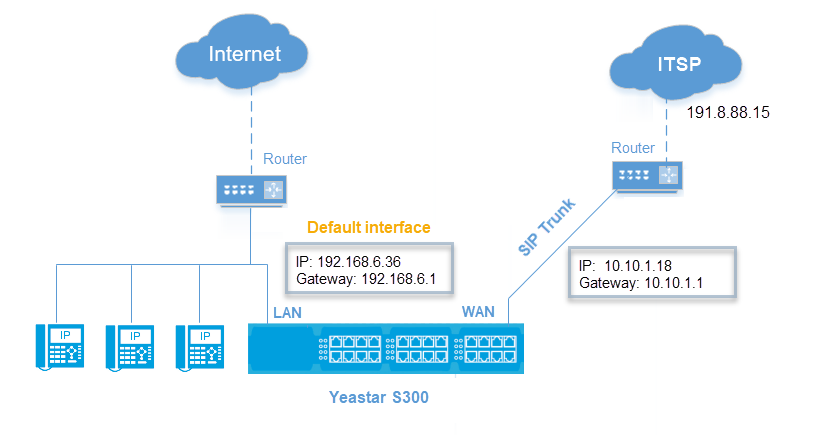 Internet
ITSP
191.8.88.15
Router
Router
Default interface
SIP Trunk
IP: 192.168.6.36
Gateway: 192.168.6.1
IP: 10.10.1.18
Gateway: 10.10.1.1
LAN
WAN
IP
IP
IP
Yeastar S300